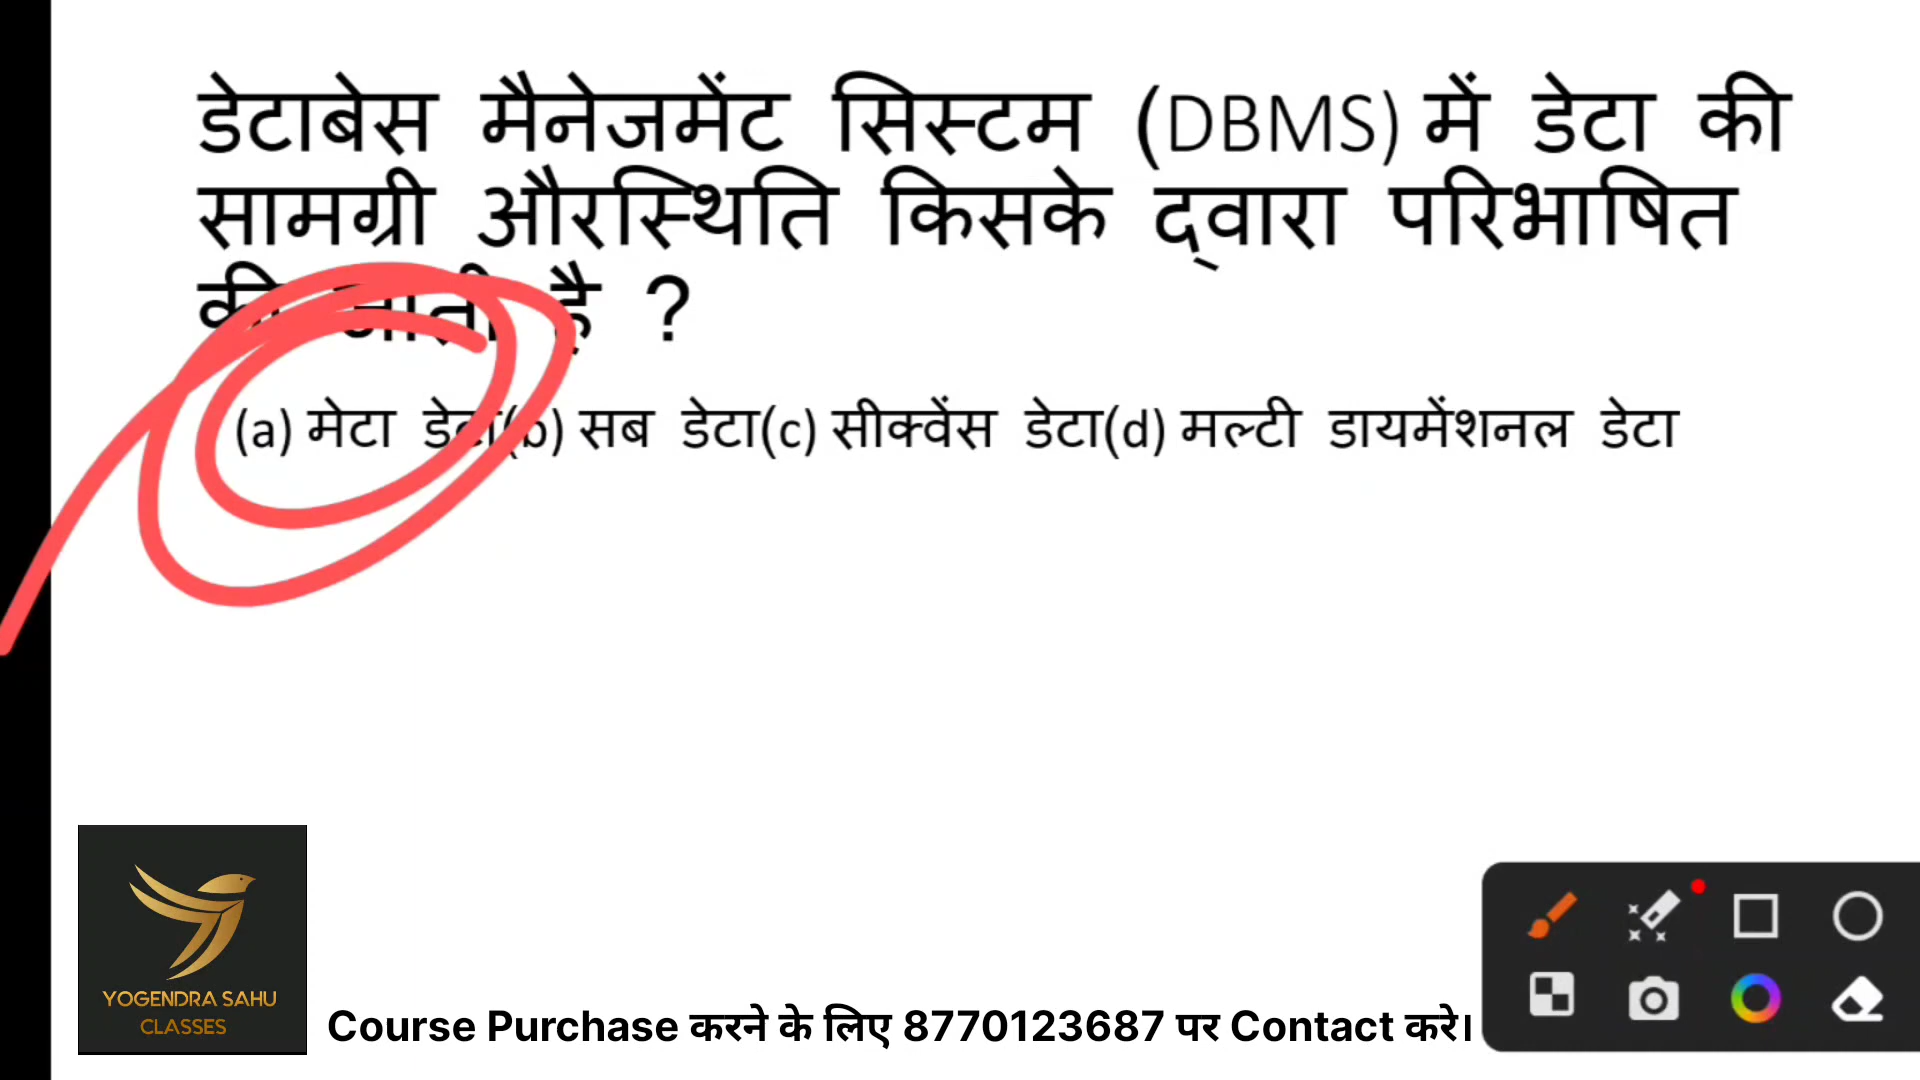 डेटाबेस मैनेजमेंट सिस्टम (DBMS) में डेटा की
सामग्री औरस्थिति किसके द्वारा परिभाषित
की जाती है ?
(a) मेटा डेटा(b) सब डेटा(c) सीक्वेंस डेटा(d) मल्टी डायमेंशनल डेटा
YOGENDRA SAHU
CLASSES
Course Purchase करने के लिए 8770123687 पर Contact करे।